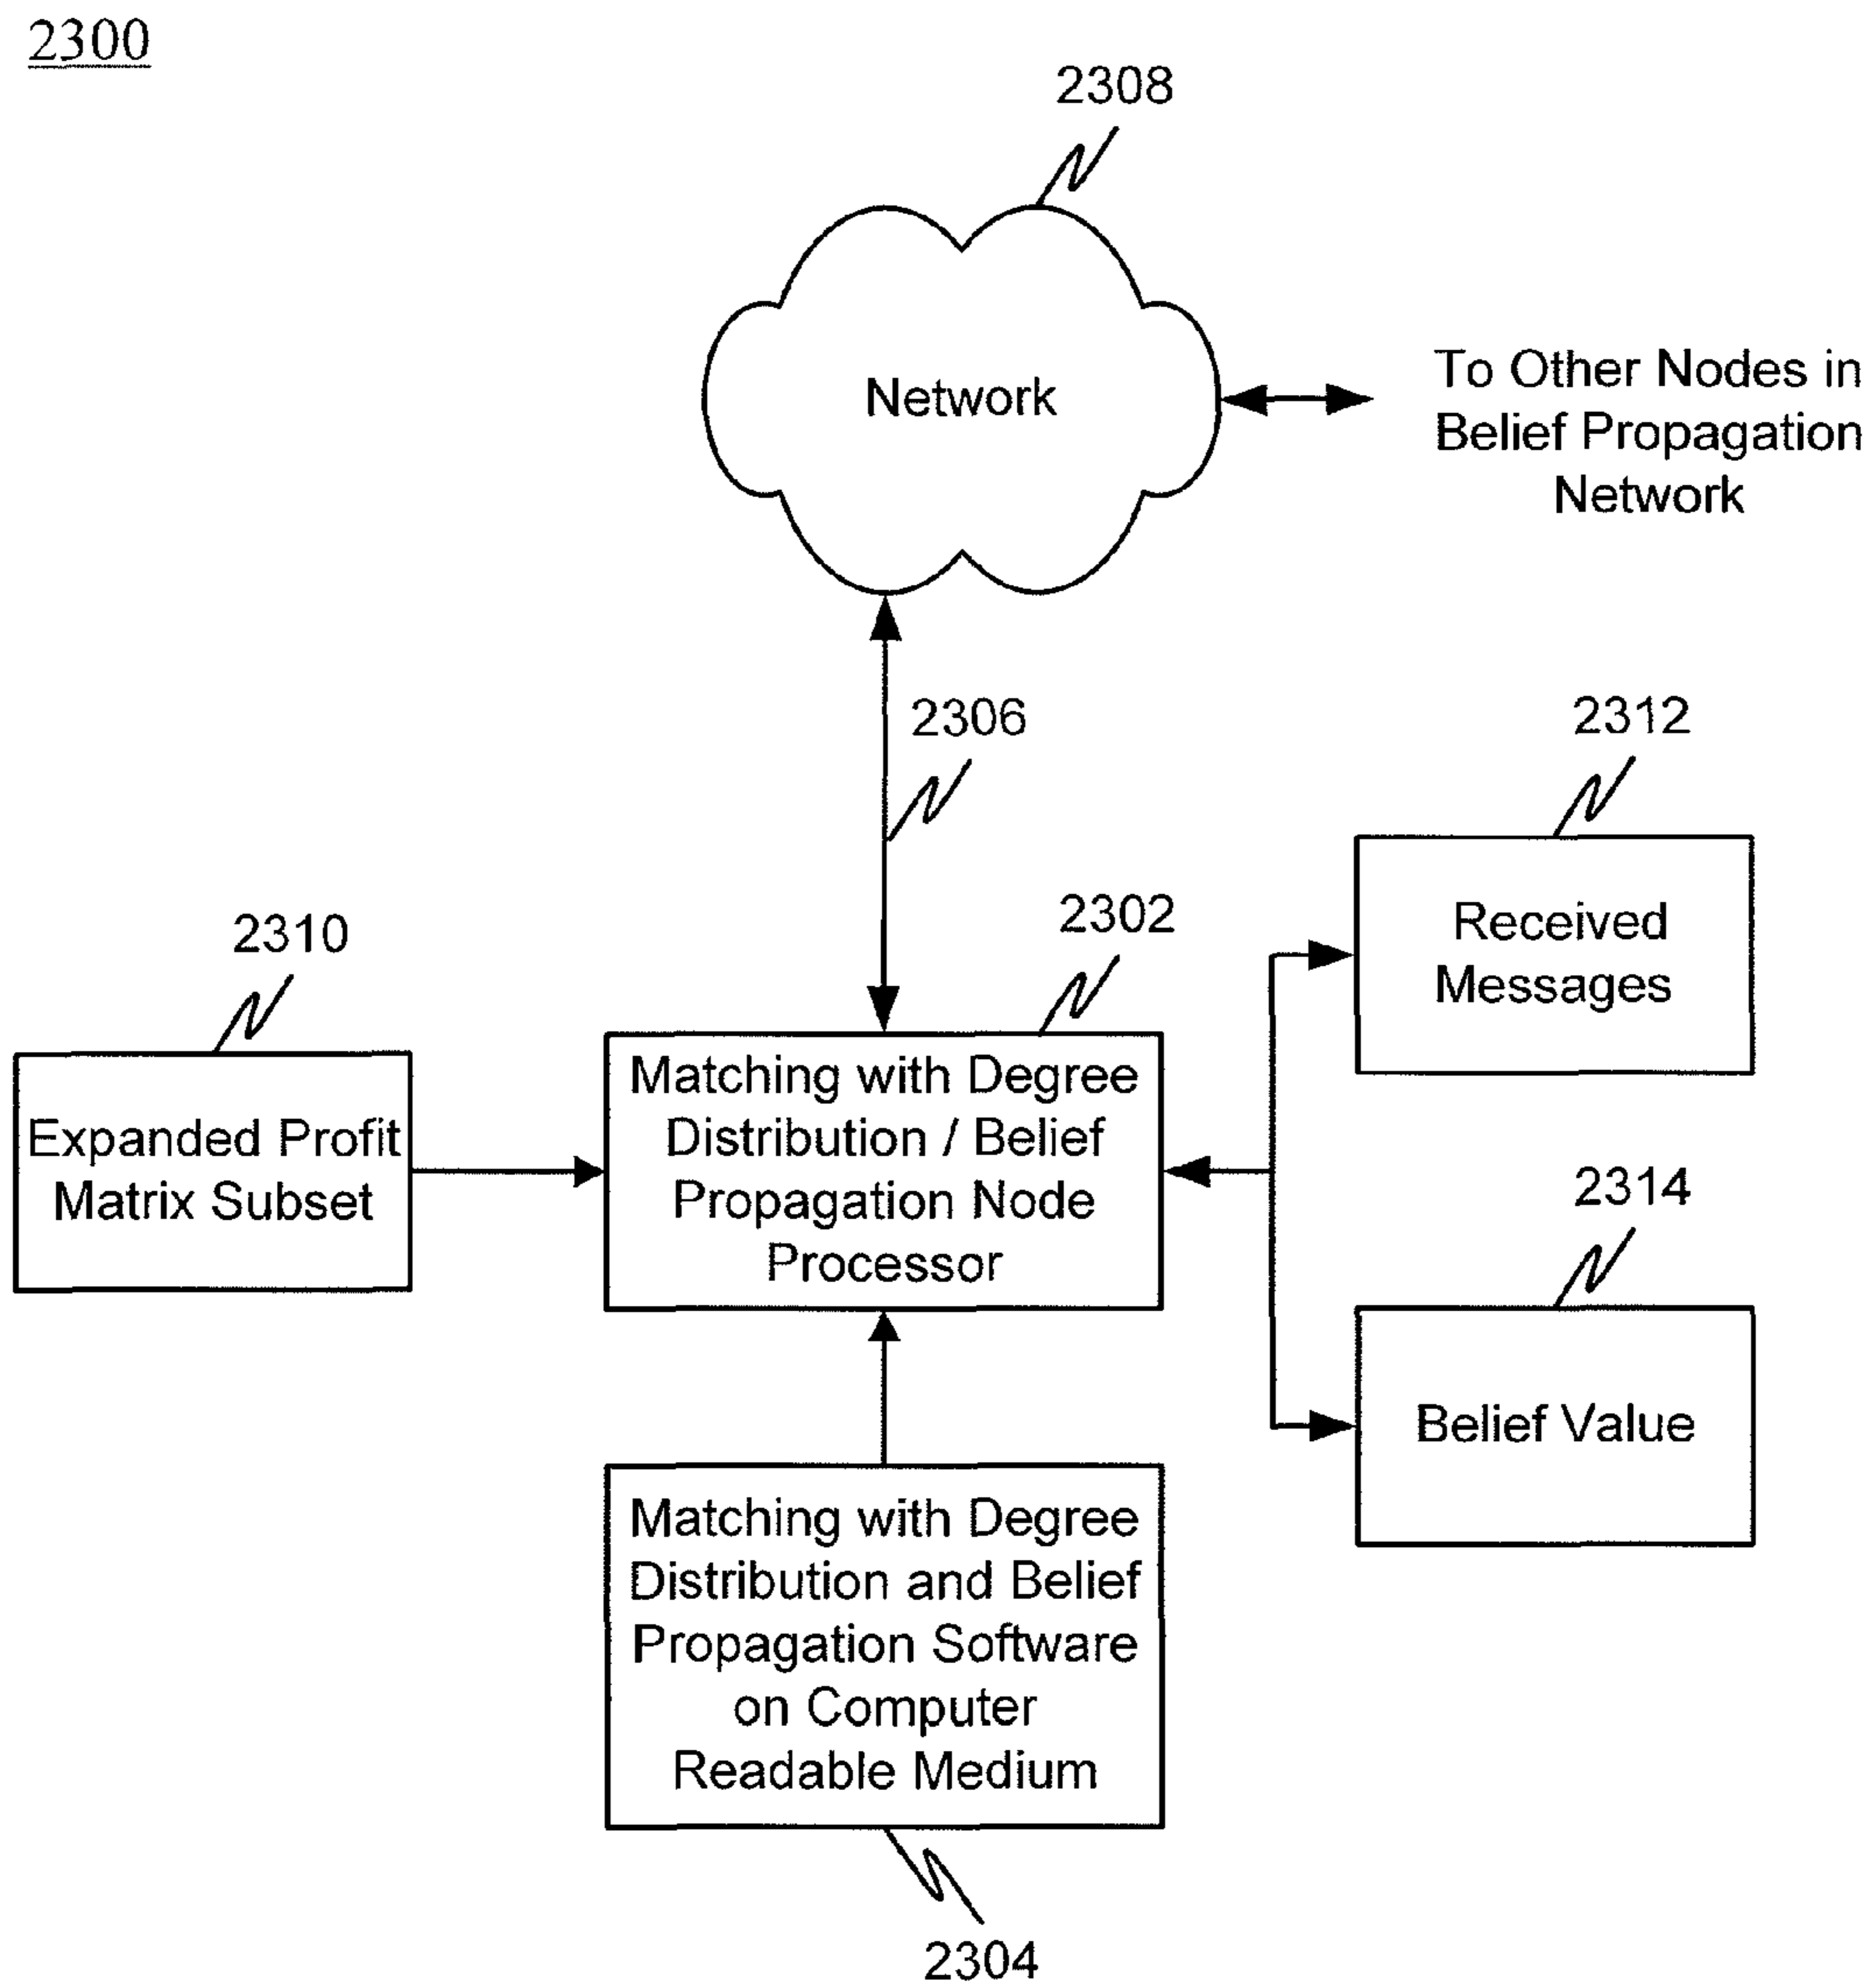 2300
2308
Network
To Other Nodes in
Belief Propagation
Network
2306
2312
Received
Messages
2310
Expanded Profit
Matrix Subset
2302
Matching with Degree
Distribution / Belief
Propagation Node
Processor
2314
Belief Value
Matching with Degree
Distribution and Belief
Propagation Software
on Computer
Readable Medium
2304